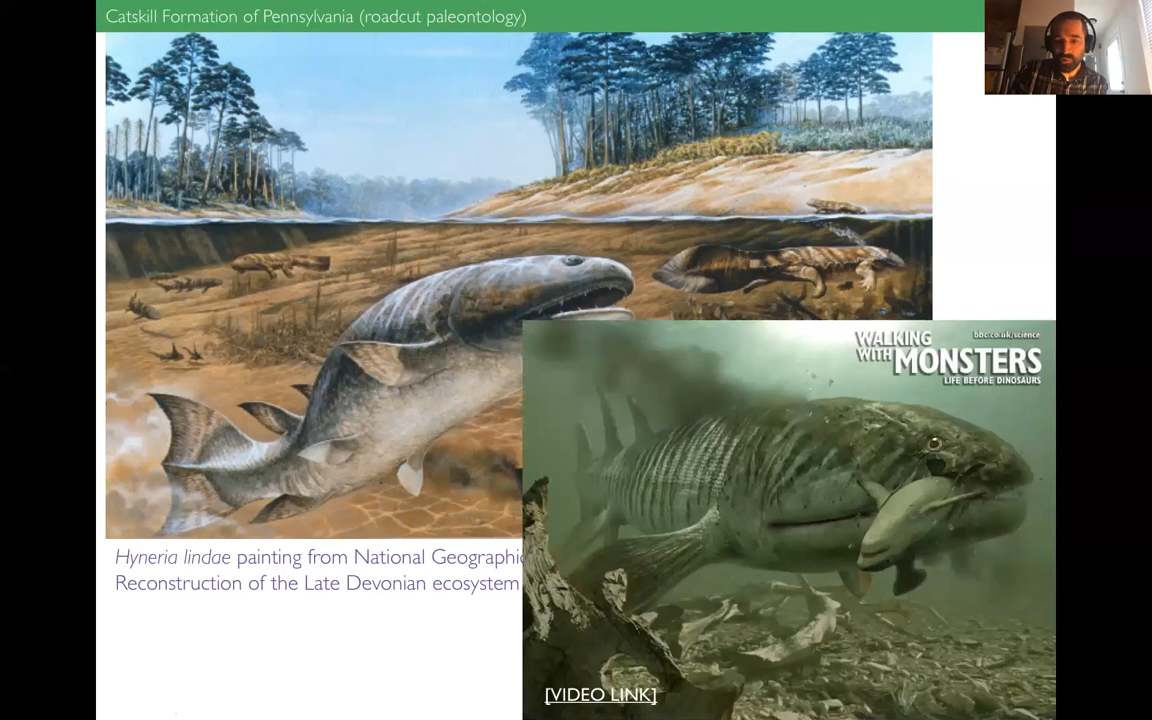 Catskill Formation of Pennsylvania (roadcut paleontology)
WALKING
WITH MONSTERS
LIFE BEFORE DINOSAURS
bbc.co.uk/science
Hyneria lindae painting from National Geographic
Reconstruction of the Late Devonian ecosystem
[VIDEO LINK]